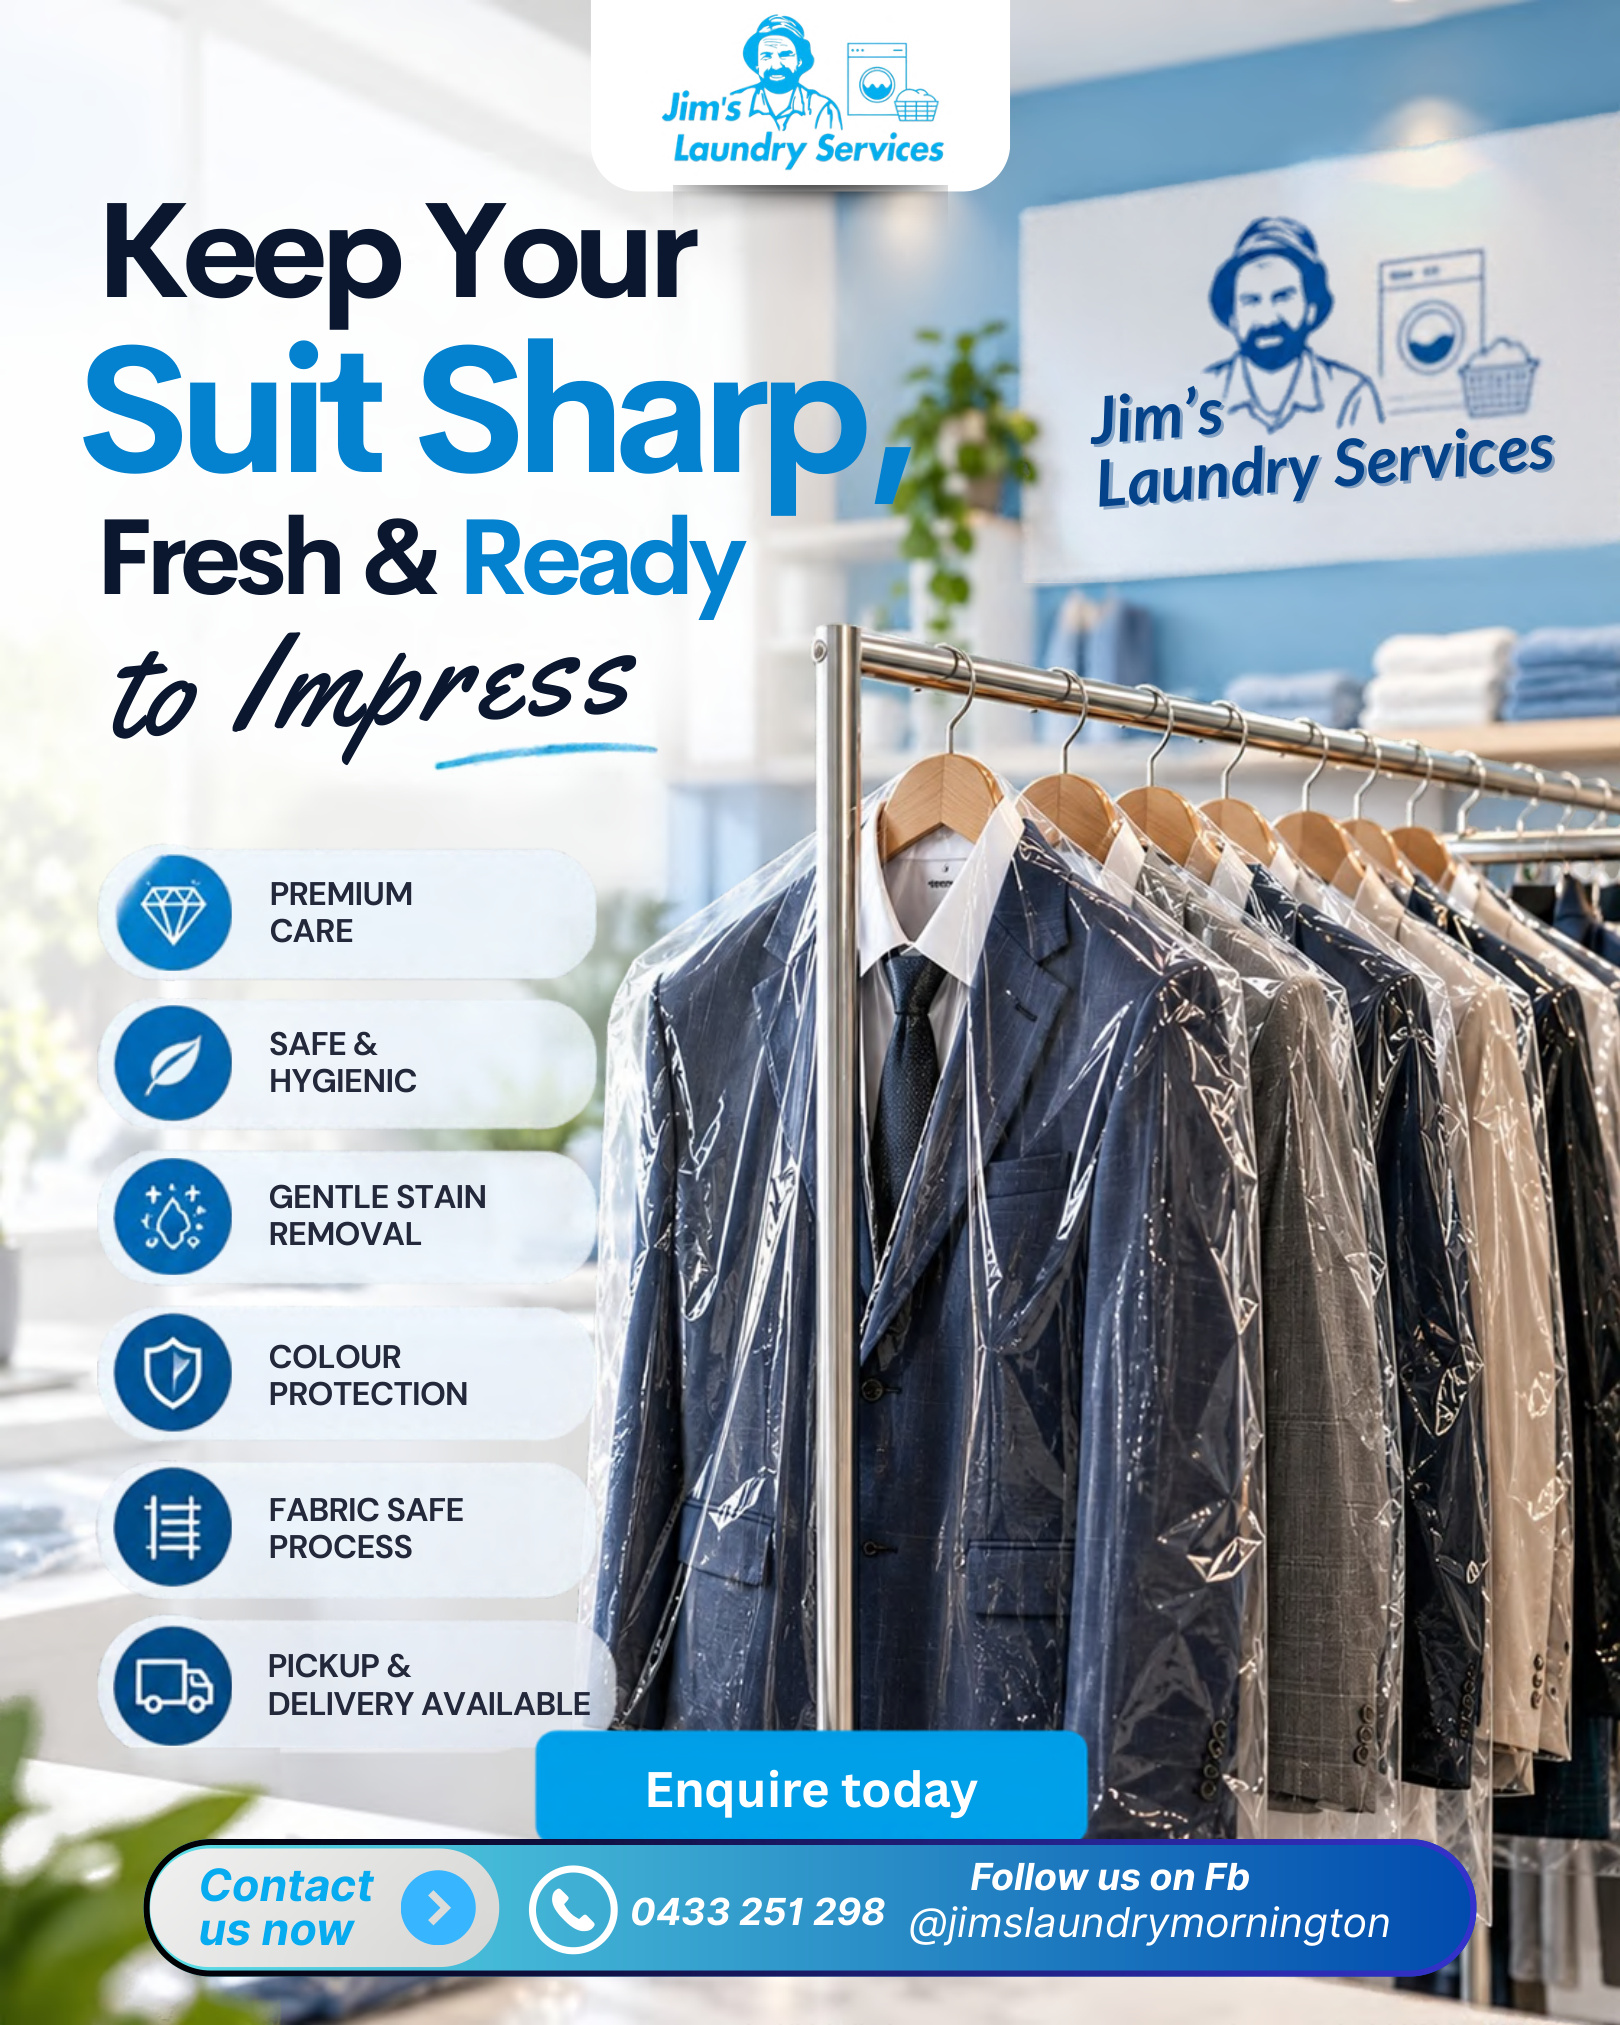 Jim's
Laundry Services
Keep Your
Suit Sharp,
Fresh & Ready
to Impress
Jim's
Laundry Services
PREMIUM
CARE
SAFE &
HYGIENIC
GENTLE STAIN
REMOVAL
COLOUR
PROTECTION
FABRIC SAFE
PROCESS
PICKUP &
DELIVERY AVAILABLE
Enquire today
Contact
us now
0433 251 298
Follow us on Fb
@jimslaundrymornington